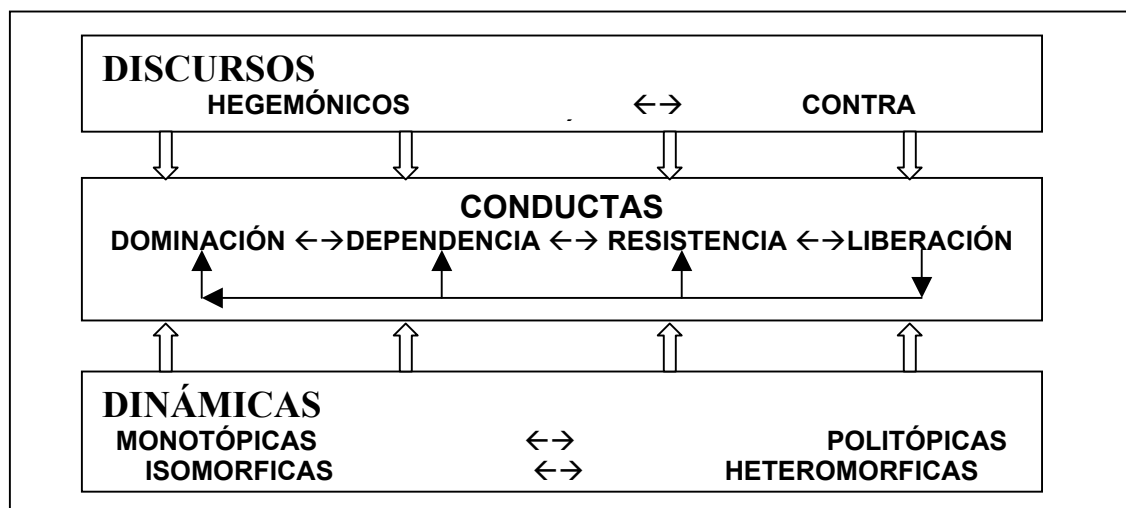 DISCURSOS
HEGEMÓNICOS ←→ CONTRA
CONDUCTAS
DOMINACIÓN ←→DEPENDENCIA ←→ RESISTENCIA ←→LIBERACIÓN
DINÁMICAS
MONOTÓPICAS ←→ POLITÓPICAS
ISOMORFICAS ←→ HETEROMORFICAS